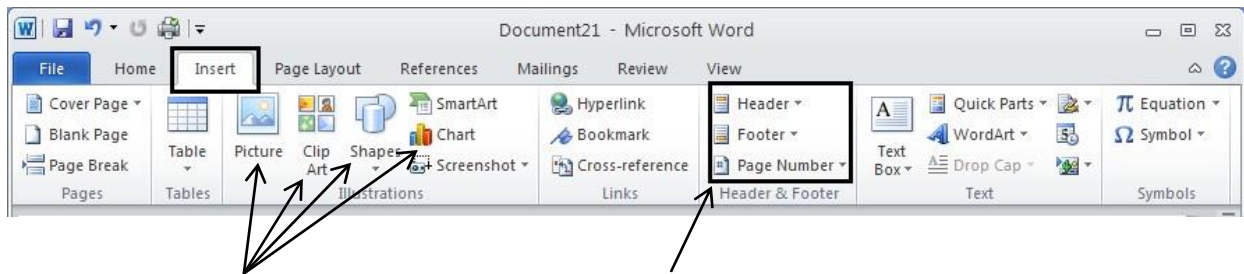 Document21 - Microsoft Word
File Home Insert Page Layout References Mailings Review View
Cover Page
Blank Page
Page Break
Pages
Table
Tables
Picture
Clip Art
Shapes
SmartArt
Chart
Screenshot
Illustrations
Hyperlink
Bookmark
Cross-reference
Links
Header
Footer
Page Number
Header & Footer
A
Text Box
Quick Parts
WordArt
Drop Cap
Text
π Equation
Ω Symbol
Symbols